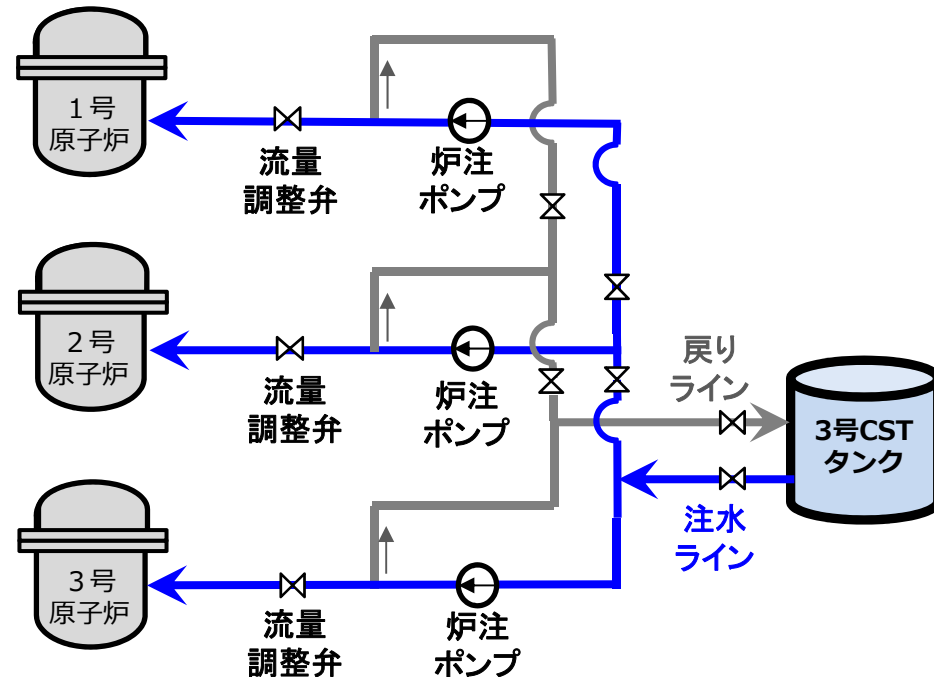 1号
原子炉
流量
調整弁
炉注
ポンプ
2号
原子炉
流量
調整弁
炉注
ポンプ
戻り
ライン
3号CST
タンク
注水
ライン
3号
原子炉
流量
調整弁
炉注
ポンプ